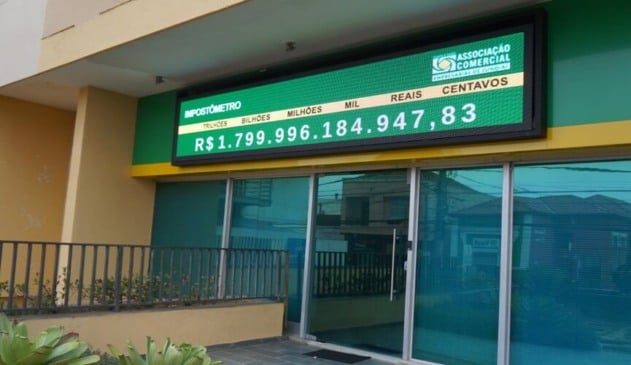 ASSOCIAÇÃO
COMERCIAL
IMPOSTÔMETRO
TRILHÕES BILHÕES MILHÕES MIL REAIS CENTAVOS
R$1.799.996.184.947,83